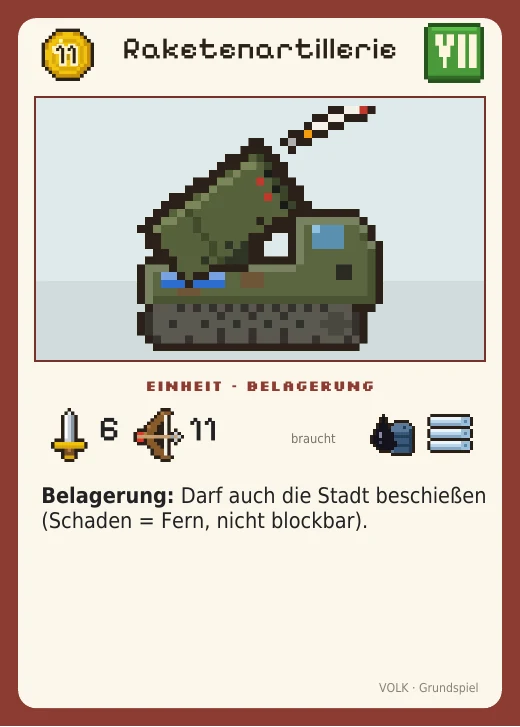 11 Raketenartillerie VII
EINHEIT · BELAGERUNG
6 11 braucht
Belagerung: Darf auch die Stadt beschießen
(Schaden = Fern, nicht blockbar).
VOLK · Grundspiel